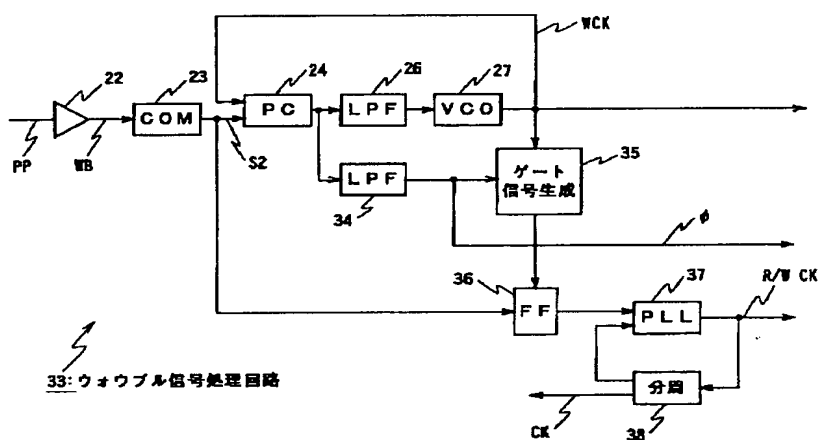 WCK
22
23
24
26
27
COM
PC
LPF
VCO
PP
WB
S2
LPF
34
ゲート
信号生成
35
φ
36
FF
37
PLL
R/W CK
分周
38
CK
33:ウォウブル信号処理回路